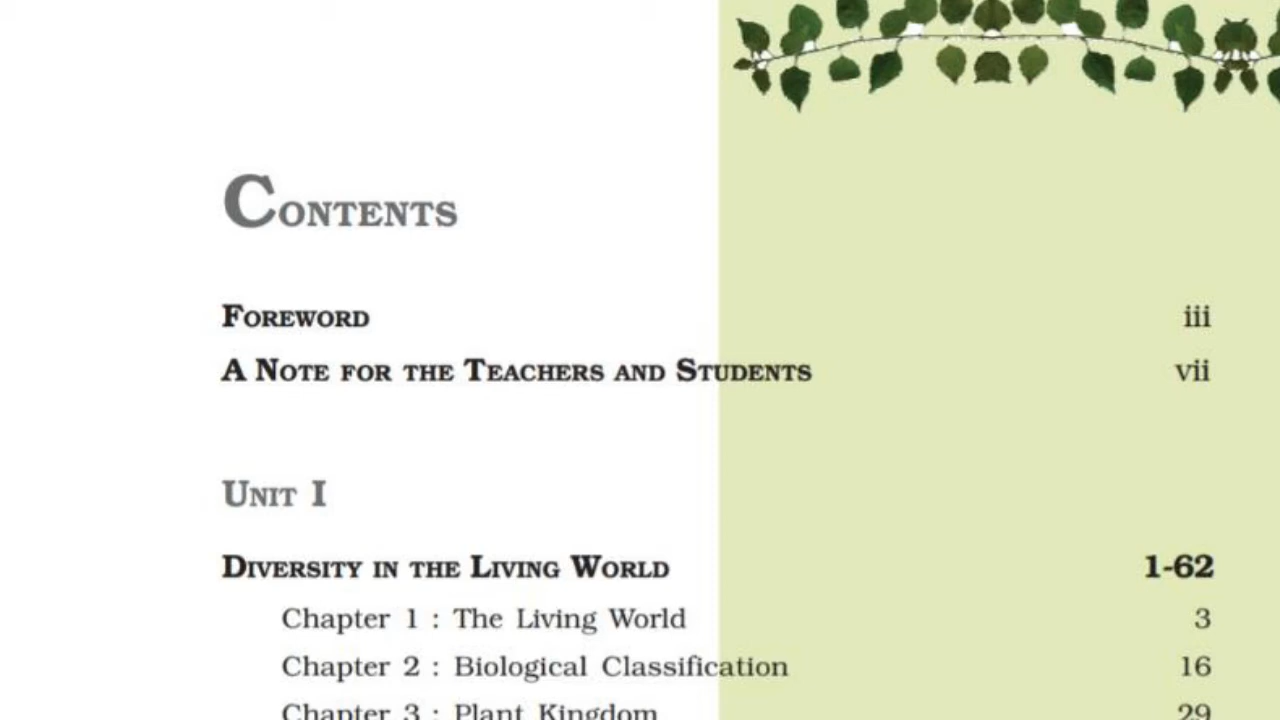 CONTENTS
FOREWORD iii
A NOTE FOR THE TEACHERS AND STUDENTS vii
UNIT I
DIVERSITY IN THE LIVING WORLD 1-62
Chapter 1 : The Living World 3
Chapter 2 : Biological Classification 16
Chapter 3 : Plant Kingdom 29